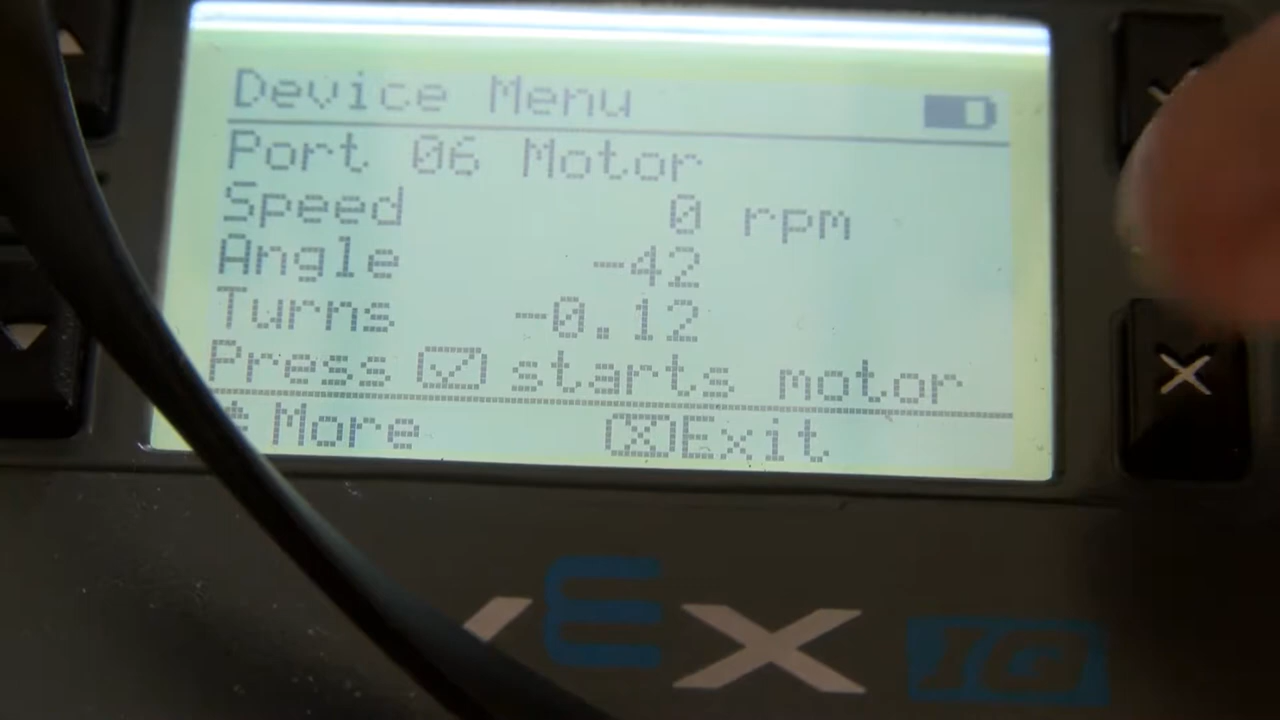 Device Menu
Port 06 Motor
Speed 0 rpm
Angle -42
Turns -0.12
Press ☑ starts motor
More ☒Exit
VEX IQ